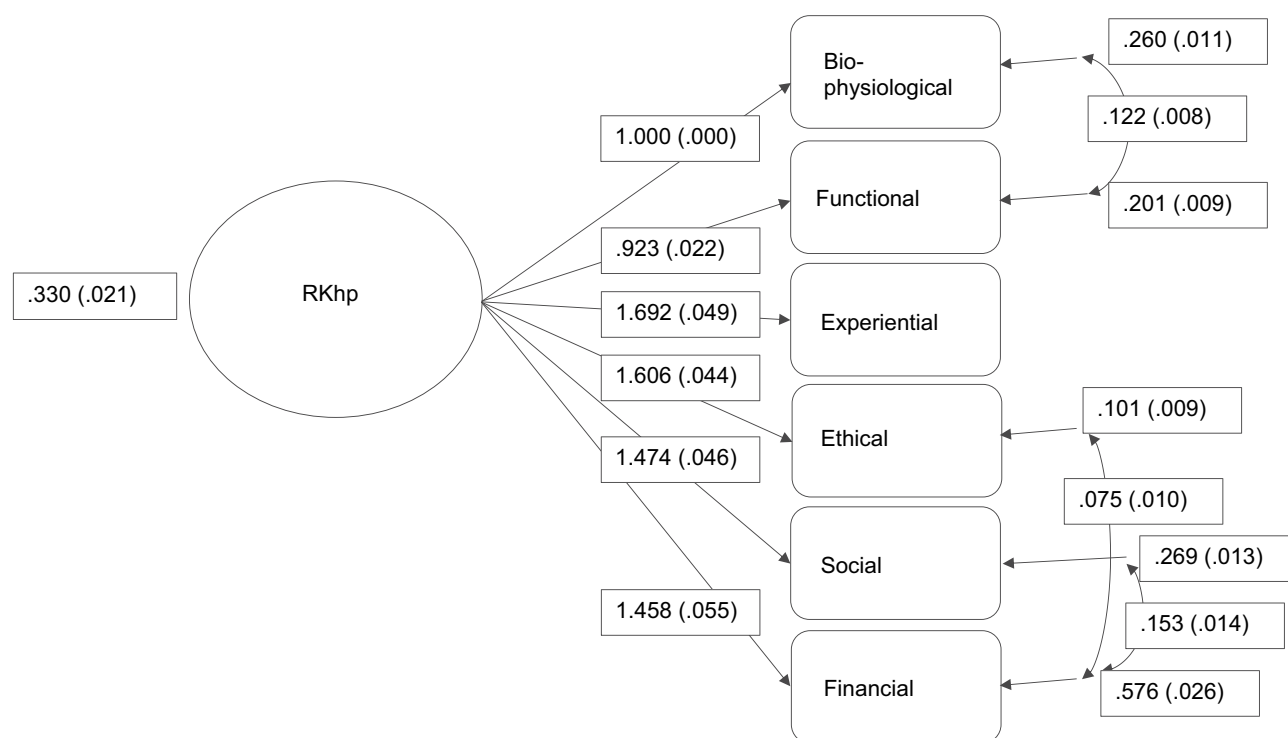 Bio-
physiological
.260 (.011)
1.000 (.000)
.122 (.008)
Functional
.201 (.009)
.923 (.022)
.330 (.021)
RKhp
1.692 (.049)
Experiential
1.606 (.044)
Ethical
.101 (.009)
1.474 (.046)
.075 (.010)
Social
.269 (.013)
1.458 (.055)
.153 (.014)
Financial
.576 (.026)